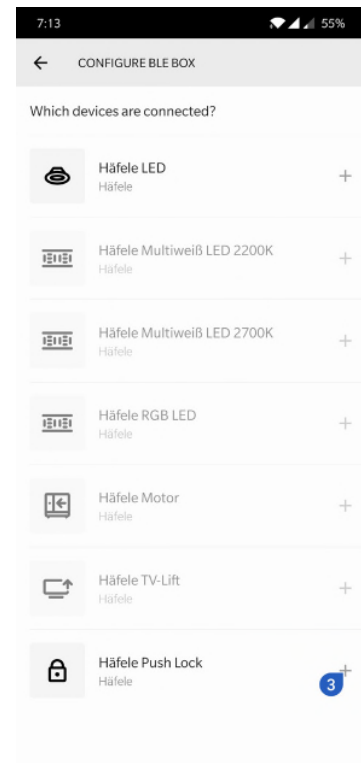 7:13
55%
CONFIGURE BLE BOX
Which devices are connected?
Häfele LED
Häfele
Häfele Multiweiß LED 2200K
Häfele
Häfele Multiweiß LED 2700K
Häfele
Häfele RGB LED
Häfele
Häfele Motor
Häfele
Häfele TV-Lift
Häfele
Häfele Push Lock
Häfele
3